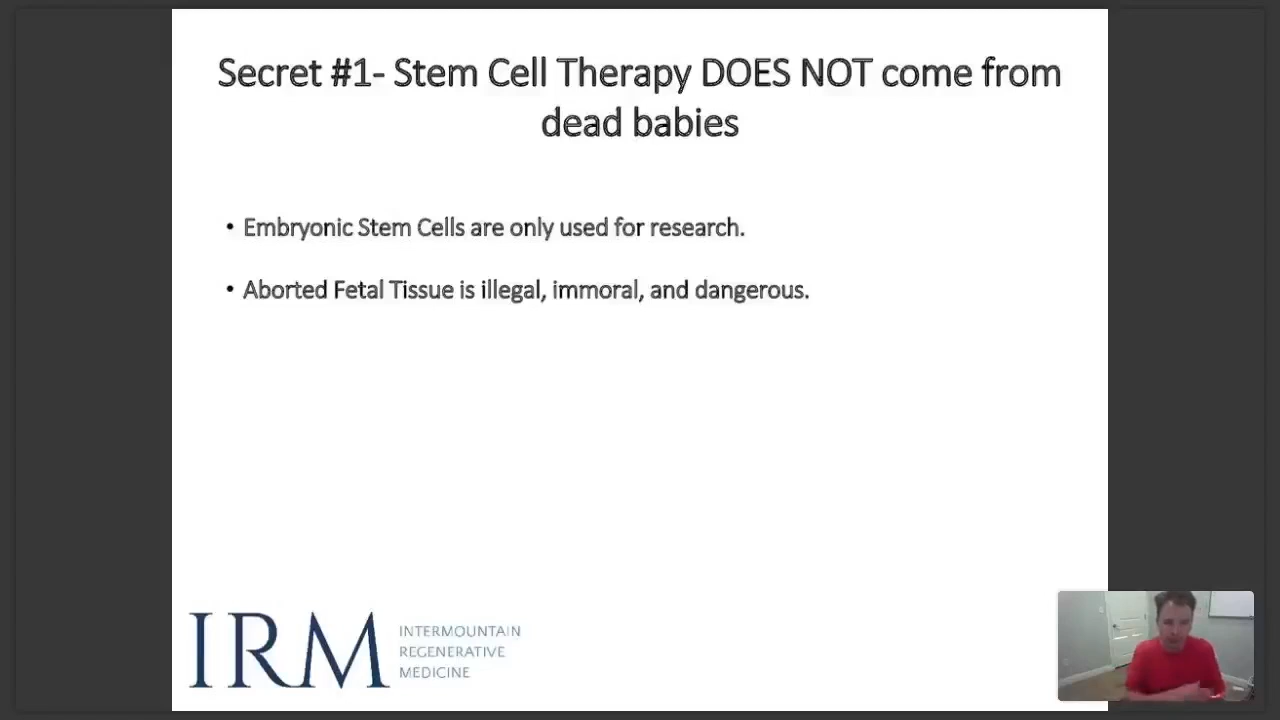 Secret #1- Stem Cell Therapy DOES NOT come from
dead babies
• Embryonic Stem Cells are only used for research.
• Aborted Fetal Tissue is illegal, immoral, and dangerous.
IRM
INTERMOUNTAIN
REGENERATIVE
MEDICINE